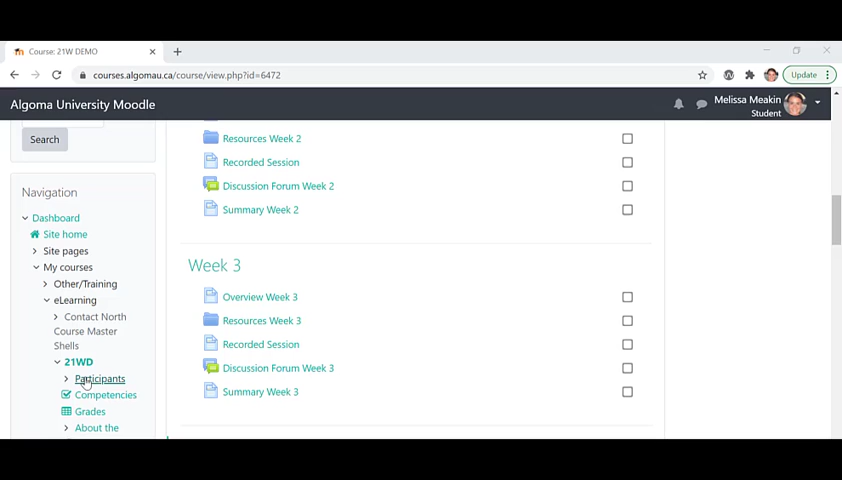 Course: 21W DEMO
courses.algomau.ca/course/view.php?id=6472
Update
Algoma University Moodle
Melissa Meakin
Student
Search
Navigation
Dashboard
Site home
Site pages
My courses
Other/Training
eLearning
Contact North
Course Master
Shells
21WD
Participants
Competencies
Grades
About the
Resources Week 2
Recorded Session
Discussion Forum Week 2
Summary Week 2
Week 3
Overview Week 3
Resources Week 3
Recorded Session
Discussion Forum Week 3
Summary Week 3